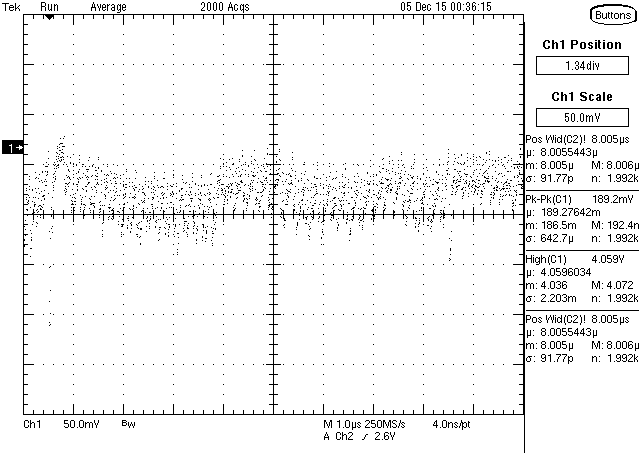 Tek Run Average 2000 Acqs 05 Dec 15 00:36:15
Buttons
Ch1 Position
1.34div
Ch1 Scale
50.0mV
1
Pos Wid(C2)! 8.005µs
µ: 8.0055443µ
m: 8.005µ M: 8.006µ
σ: 91.77p n: 1.992k
Pk-Pk(C1) 189.2mV
µ: 189.27642m
m: 186.5m M: 192.4m
σ: 642.7µ n: 1.992k
High(C1) 4.059V
µ: 4.0596034
m: 4.036 M: 4.072
σ: 2.203m n: 1.992k
Pos Wid(C2)! 8.005µs
µ: 8.0055443µ
m: 8.005µ M: 8.006µ
σ: 91.77p n: 1.992k
Ch1 50.0mV Bw M 1.0µs 250MS/s 4.0ns/pt
A Ch2 ∕ 2.6V